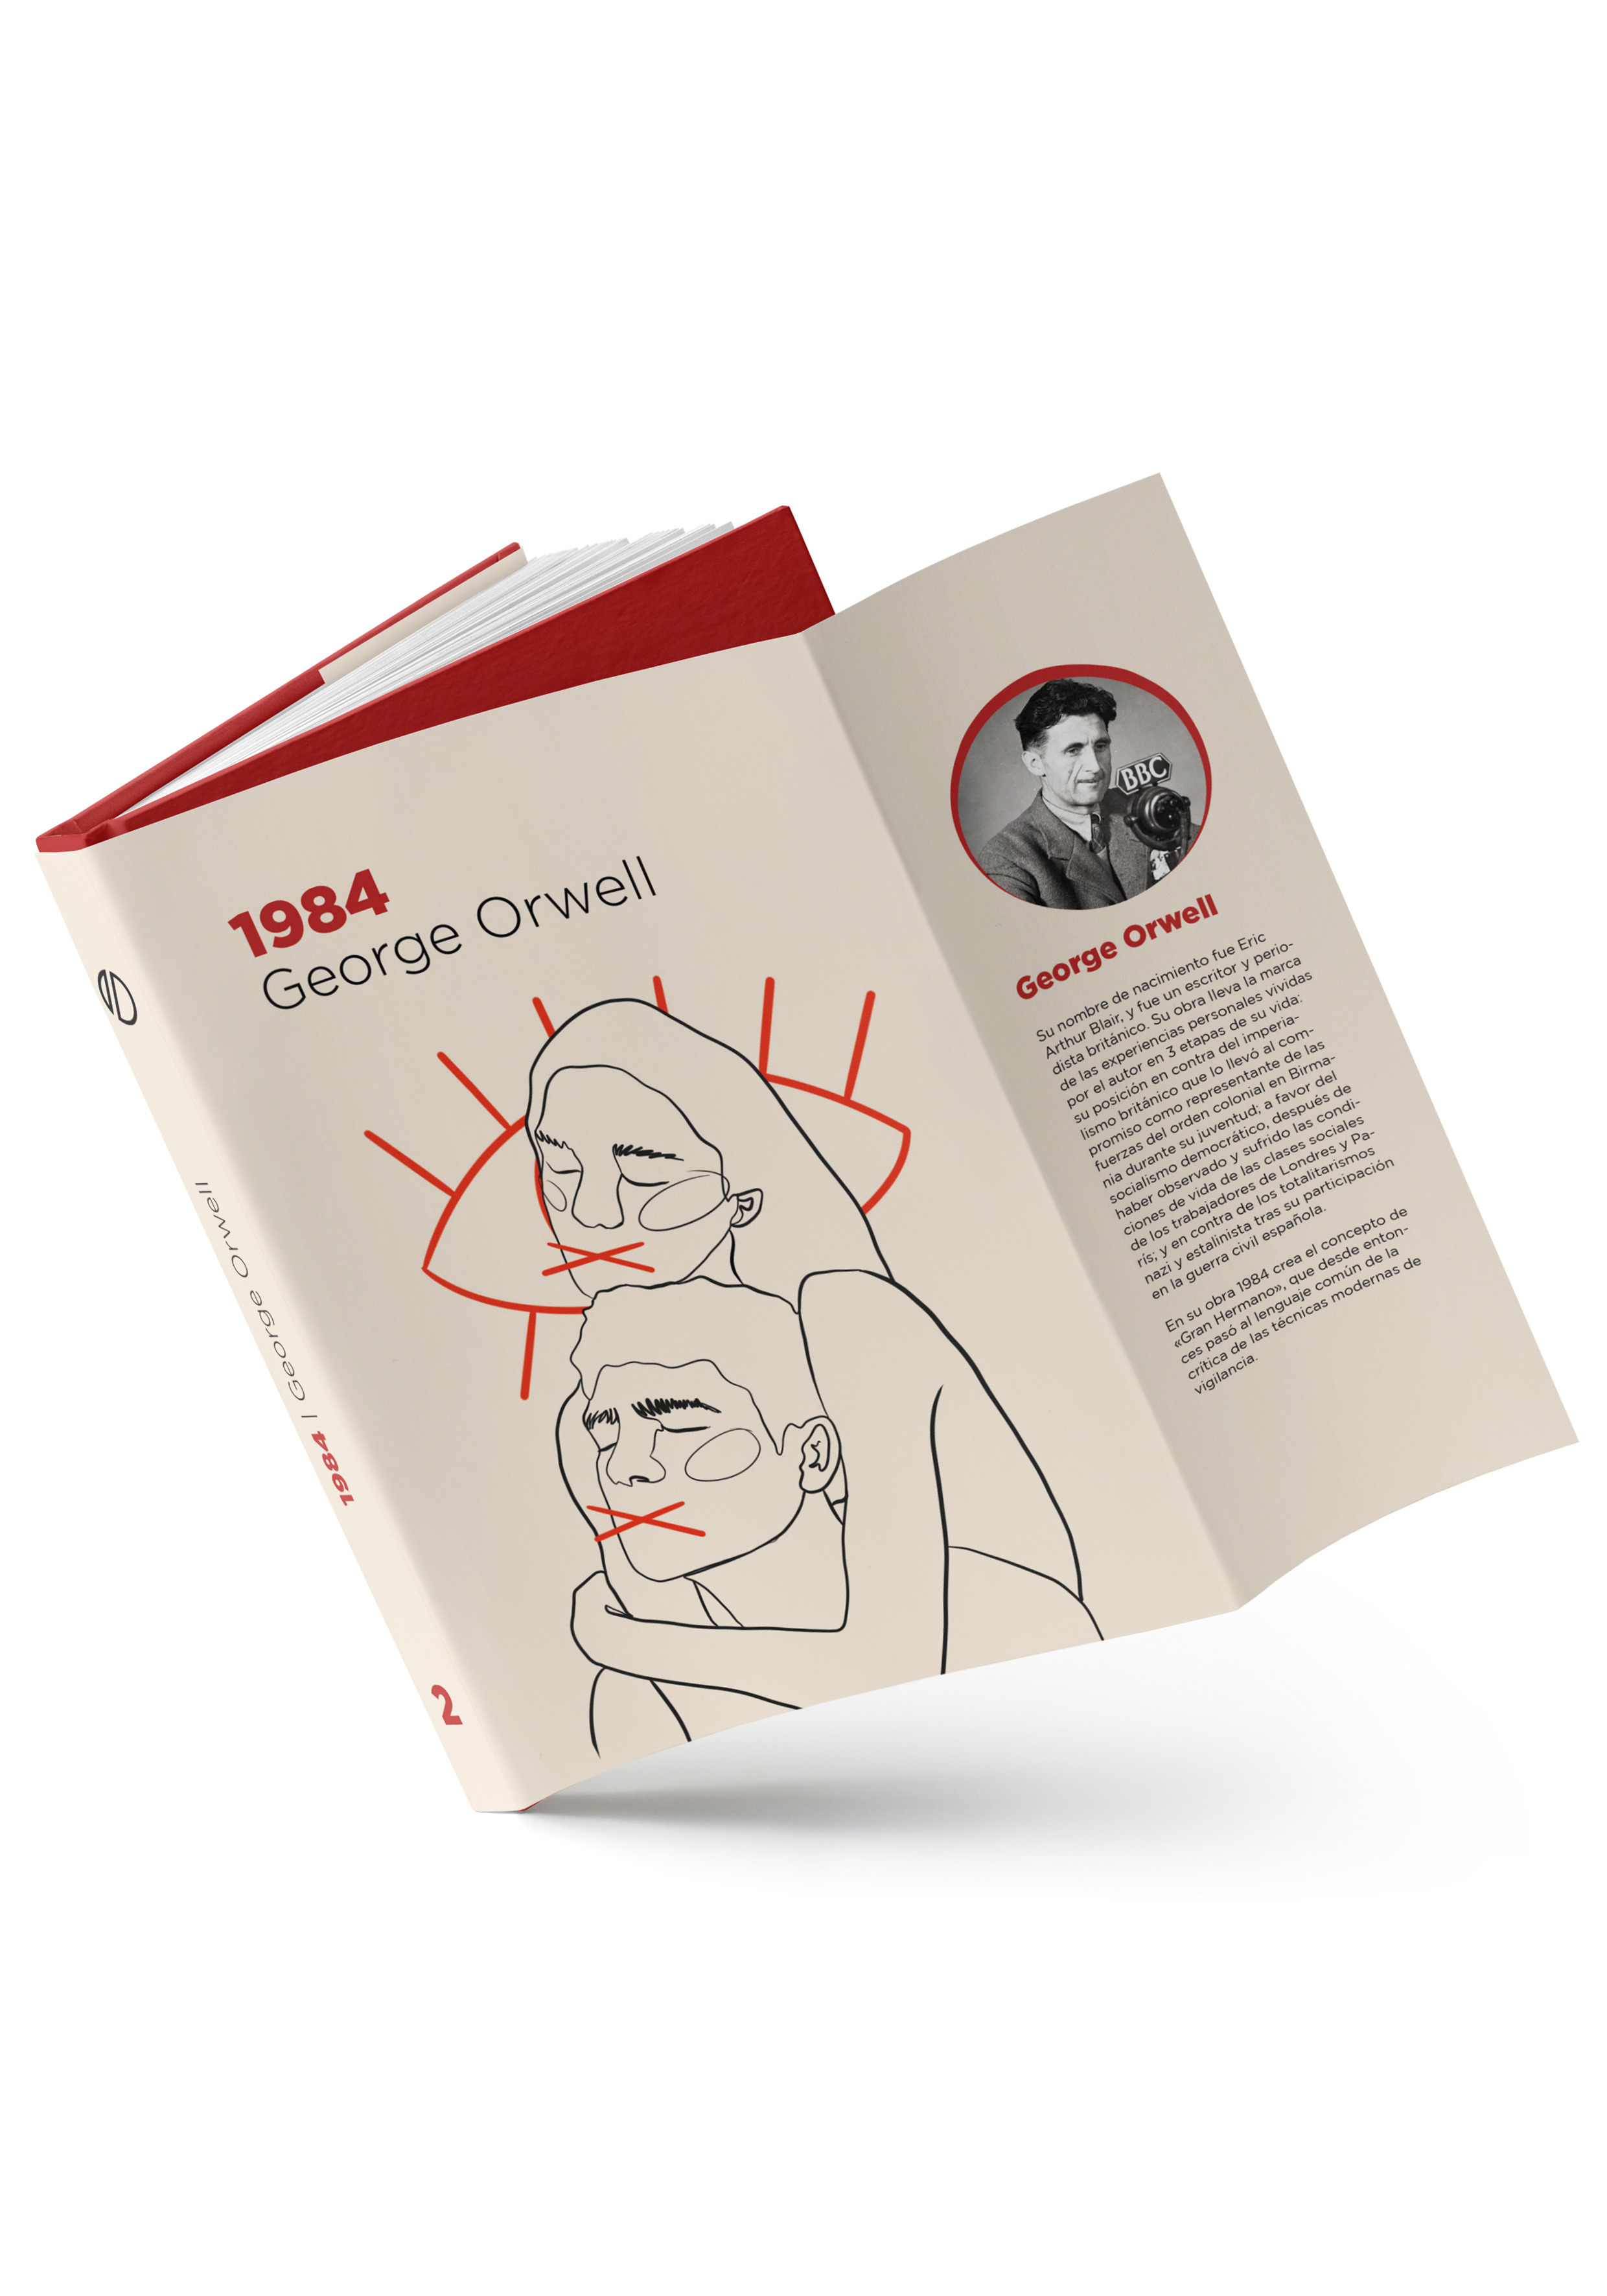 1984
George Orwell
George Orwell | 1984
2
BBC
George Orwell
Su nombre de nacimiento fue Eric
Arthur Blair, y fue un escritor y perio-
dista británico. Su obra lleva la marca
de las experiencias personales vividas
por el autor en 3 etapas de su vida:
su posición en contra del imperia-
lismo británico que lo llevó al com-
promiso como representante de las
fuerzas del orden colonial en Birma-
nia durante su juventud; a favor del
socialismo democrático, después de
haber observado y sufrido las condi-
ciones de vida de las clases sociales
de los trabajadores de Londres y Pa-
rís; y en contra de los totalitarismos
nazi y estalinista tras su participación
en la guerra civil española.
En su obra 1984 crea el concepto de
«Gran Hermano», que desde enton-
ces pasó al lenguaje común de la
crítica de las técnicas modernas de
vigilancia.